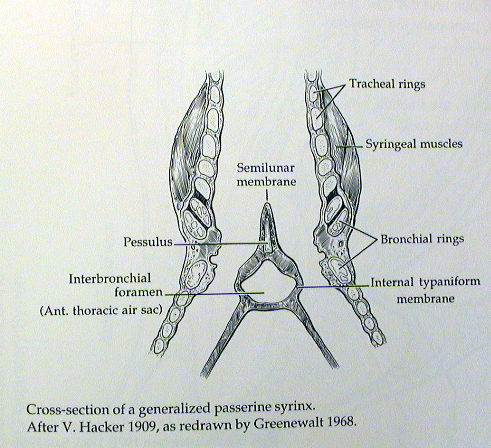 Tracheal rings
Syringeal muscles
Semilunar
membrane
Pessulus
Bronchial rings
Interbronchial
foramen
(Ant. thoracic air sac)
Internal typaniform
membrane
Cross-section of a generalized passerine syrinx.
After V. Hacker 1909, as redrawn by Greenewalt 1968.